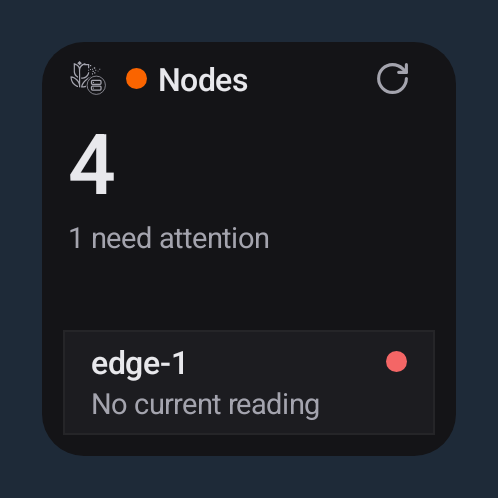 Nodes
4
1 need attention
edge-1
No current reading